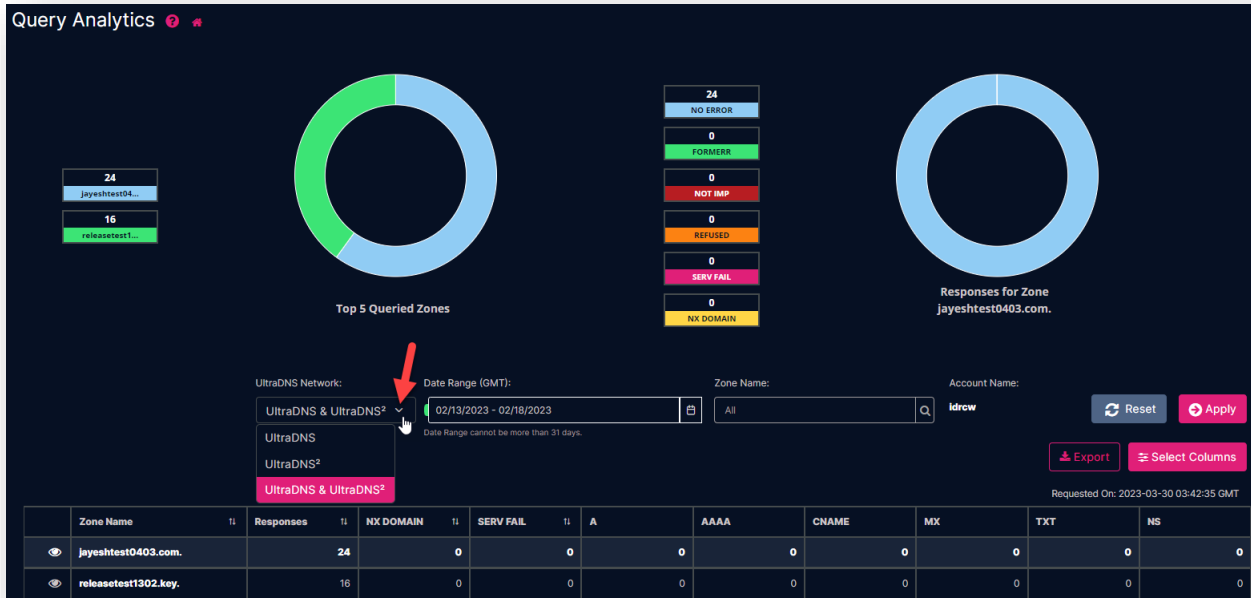 Query Analytics
24
jayeshtest04...
16
releasetest1...
Top 5 Queried Zones
24
NO ERROR
0
FORMERR
0
NOT IMP
0
REFUSED
0
SERV FAIL
0
NX DOMAIN
Responses for Zone
jayeshtest0403.com.
UltraDNS Network:
UltraDNS & UltraDNS²
UltraDNS
UltraDNS²
UltraDNS & UltraDNS²
Date Range (GMT):
02/13/2023 - 02/18/2023
Date Range cannot be more than 31 days.
Zone Name:
All
Account Name:
idrcw
Reset
Apply
Export
Select Columns
Requested On: 2023-03-30 03:42:35 GMT
Zone Name Responses NX DOMAIN SERV FAIL A AAAA CNAME MX TXT NS
jayeshtest0403.com. 24 0 0 0 0 0 0 0 0
releasetest1302.key. 16 0 0 0 0 0 0 0 0